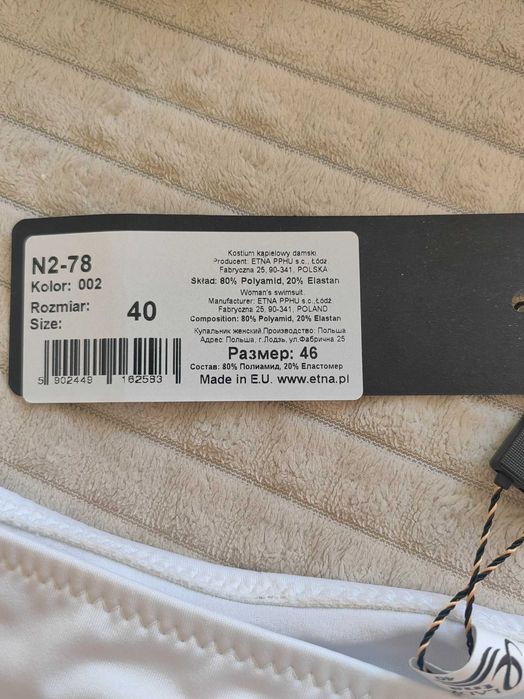 N2-78
Kolor: 002
Rozmiar:
Size:
40
5 902449 162583
Kostium kąpielowy damski
Producent: ETNA PPHU s.c., Łódź
Fabryczna 25, 90-341, POLSKA
Skład: 80% Polyamid, 20% Elastan
Woman's swimsuit
Manufacturer: ETNA PPHU s.c., Łódź
Fabryczna 25, 90-341, POLAND
Composition: 80% Polyamid, 20% Elastan
Купальник женский.Производство: Польша
Адрес: Польша, г.Лодзь, ул.Фабрична 25
Размер: 46
Состав: 80% Полиамид, 20% Еластомер
Made in E.U. www.etna.pl